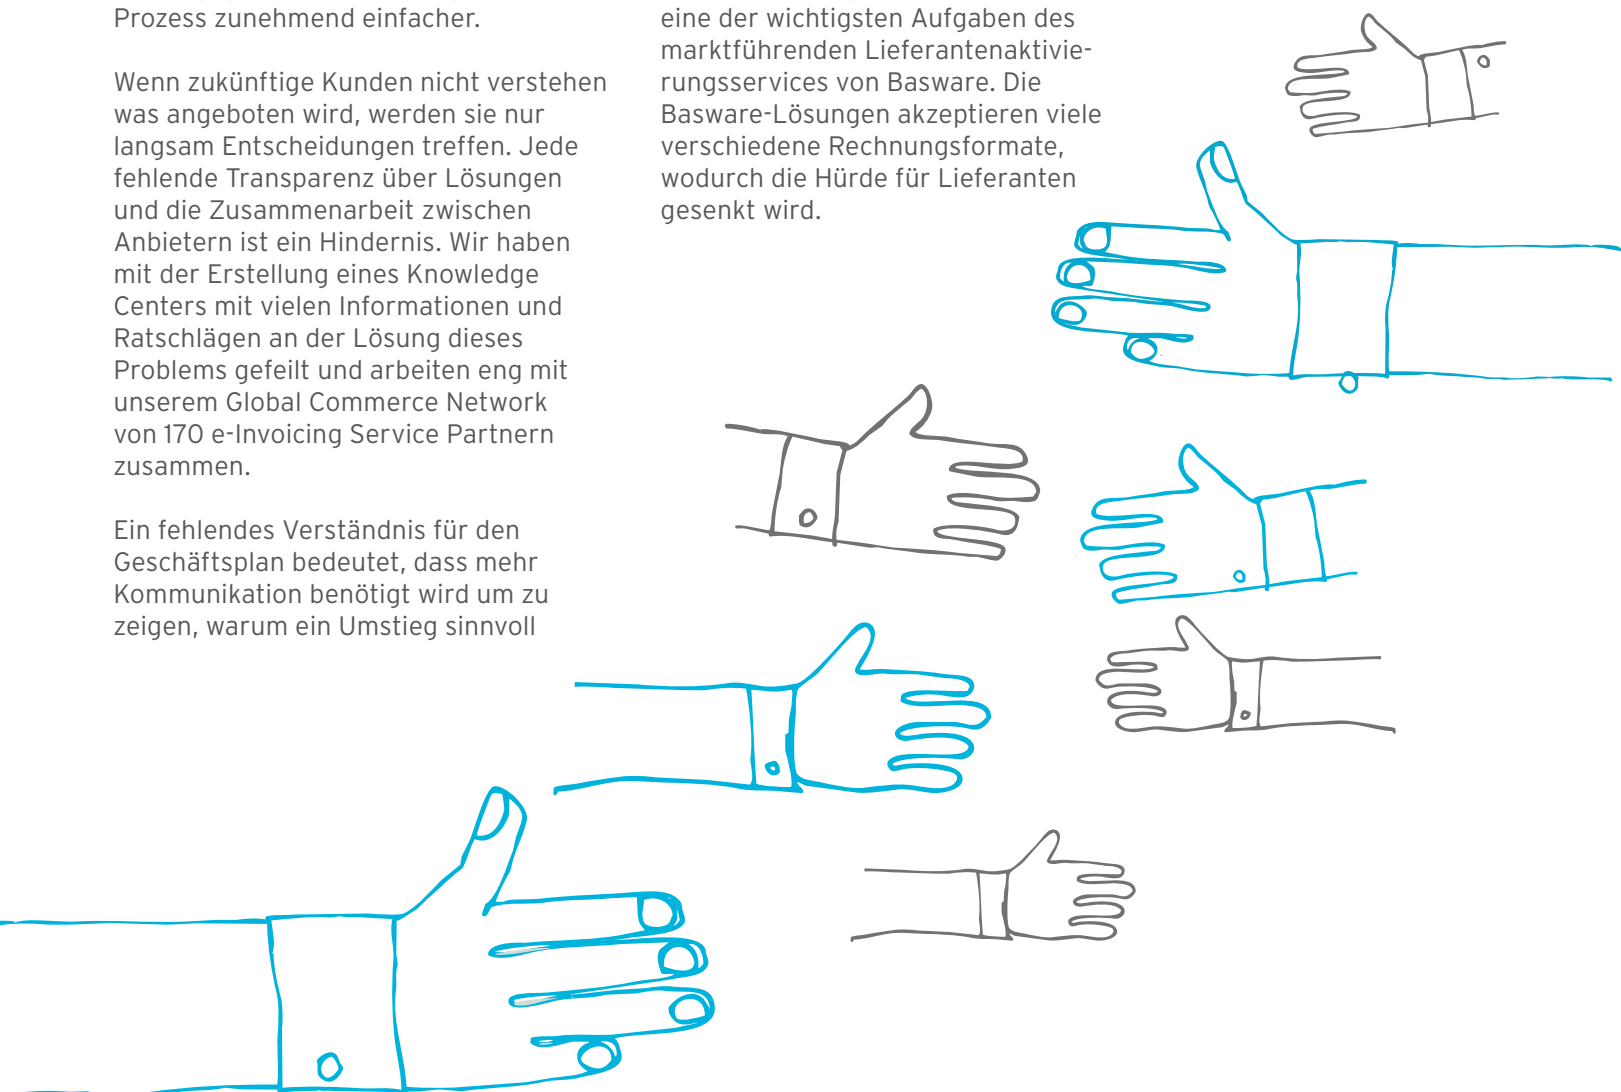 Prozess zunehmend einfacher.
Wenn zukünftige Kunden nicht verstehen
was angeboten wird, werden sie nur
langsam Entscheidungen treffen. Jede
fehlende Transparenz über Lösungen
und die Zusammenarbeit zwischen
Anbietern ist ein Hindernis. Wir haben
mit der Erstellung eines Knowledge
Centers mit vielen Informationen und
Ratschlägen an der Lösung dieses
Problems gefeilt und arbeiten eng mit
unserem Global Commerce Network
von 170 e-Invoicing Service Partnern
zusammen.
Ein fehlendes Verständnis für den
Geschäftsplan bedeutet, dass mehr
Kommunikation benötigt wird um zu
zeigen, warum ein Umstieg sinnvoll
eine der wichtigsten Aufgaben des
marktführenden Lieferantenaktivie-
rungsservices von Basware. Die
Basware-Lösungen akzeptieren viele
verschiedene Rechnungsformate,
wodurch die Hürde für Lieferanten
gesenkt wird.